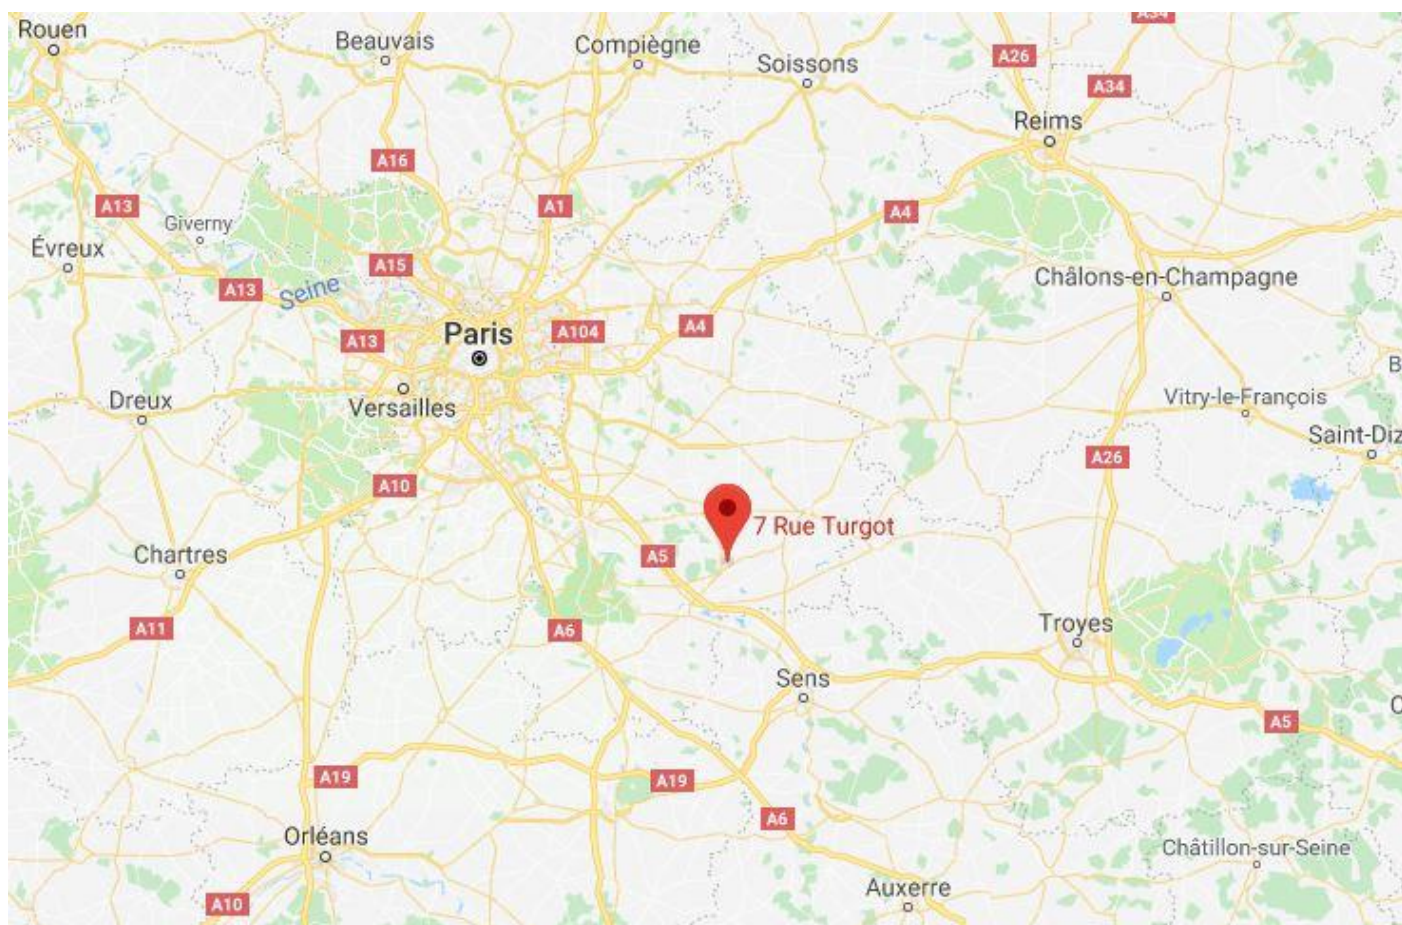 Rouen
Beauvais
Compiègne
Soissons
A26
A34
A34
Reims
A16
A13
A1
A4
Giverny
Évreux
A15
A13
Seine
Châlons-en-Champagne
Paris
A13
A104
A4
Versailles
Dreux
Vitry-le-François
B
Saint-Diz
A10
A26
7 Rue Turgot
Chartres
A5
A11
A6
Troyes
Sens
C
A5
A19
A19
A6
Orléans
Châtillon-sur-Seine
Auxerre
A10